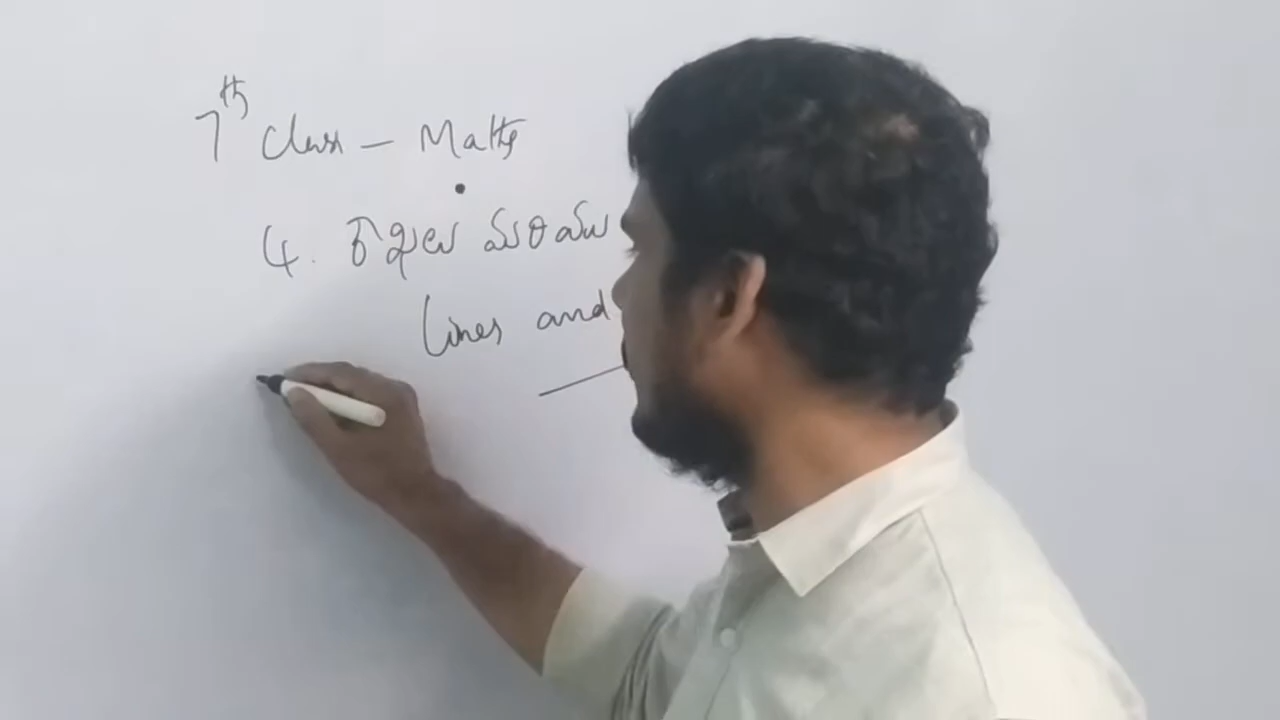 7th Class - Maths
4. రేఖలు మరియు
Lines and